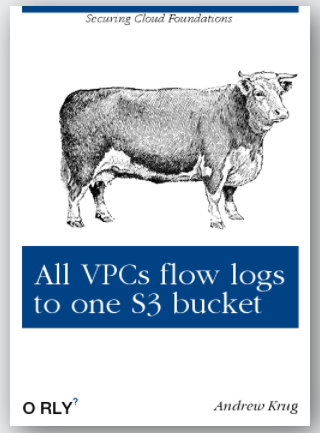 Securing Cloud Foundations
All VPCs flow logs
to one S3 bucket
O RLY?
Andrew Krug